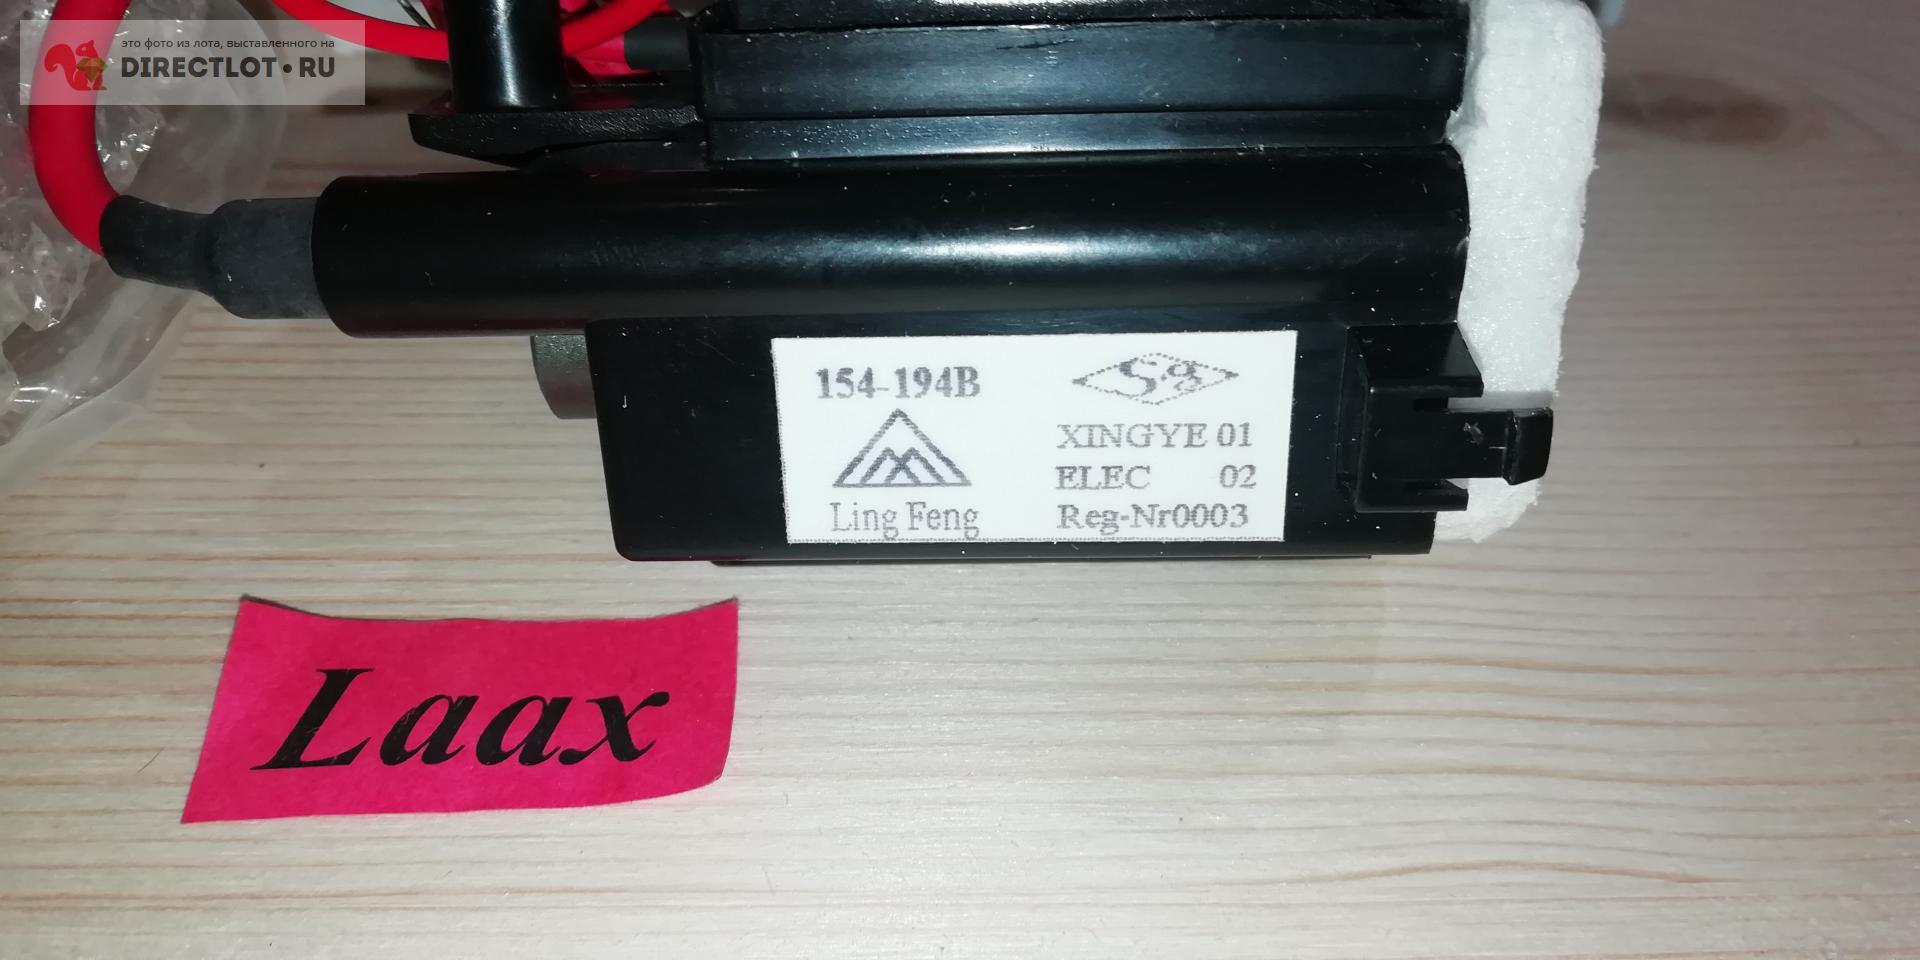 это фото из лота, выставленного на
DIRECTLOT•RU
154-194B
Ling Feng
S·g
XINGYE 01
ELEC 02
Reg-Nr0003
Laax